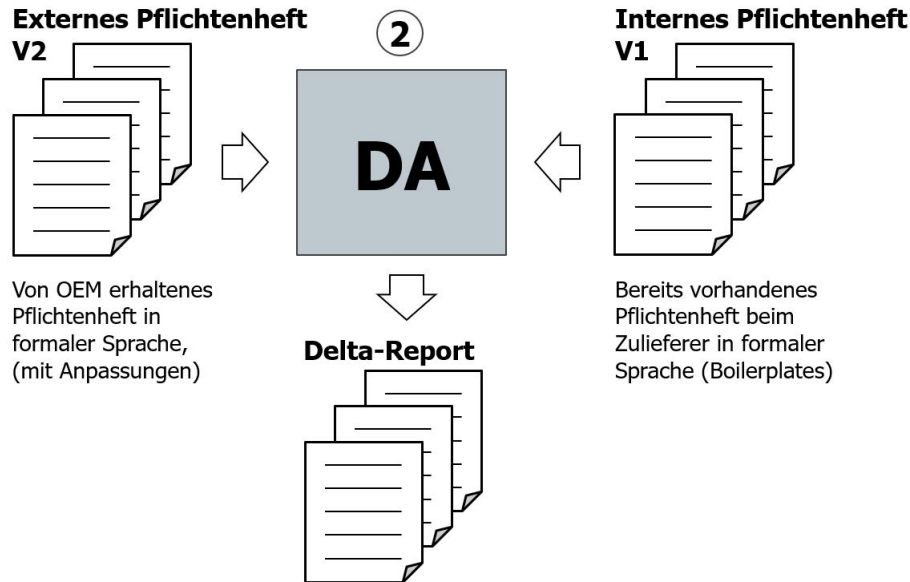 Externes Pflichtenheft
V2
2
Internes Pflichtenheft
V1
DA
Von OEM erhaltenes
Pflichtenheft in
formaler Sprache,
(mit Anpassungen)
Bereits vorhandenes
Pflichtenheft beim
Zulieferer in formaler
Sprache (Boilerplates)
Delta-Report